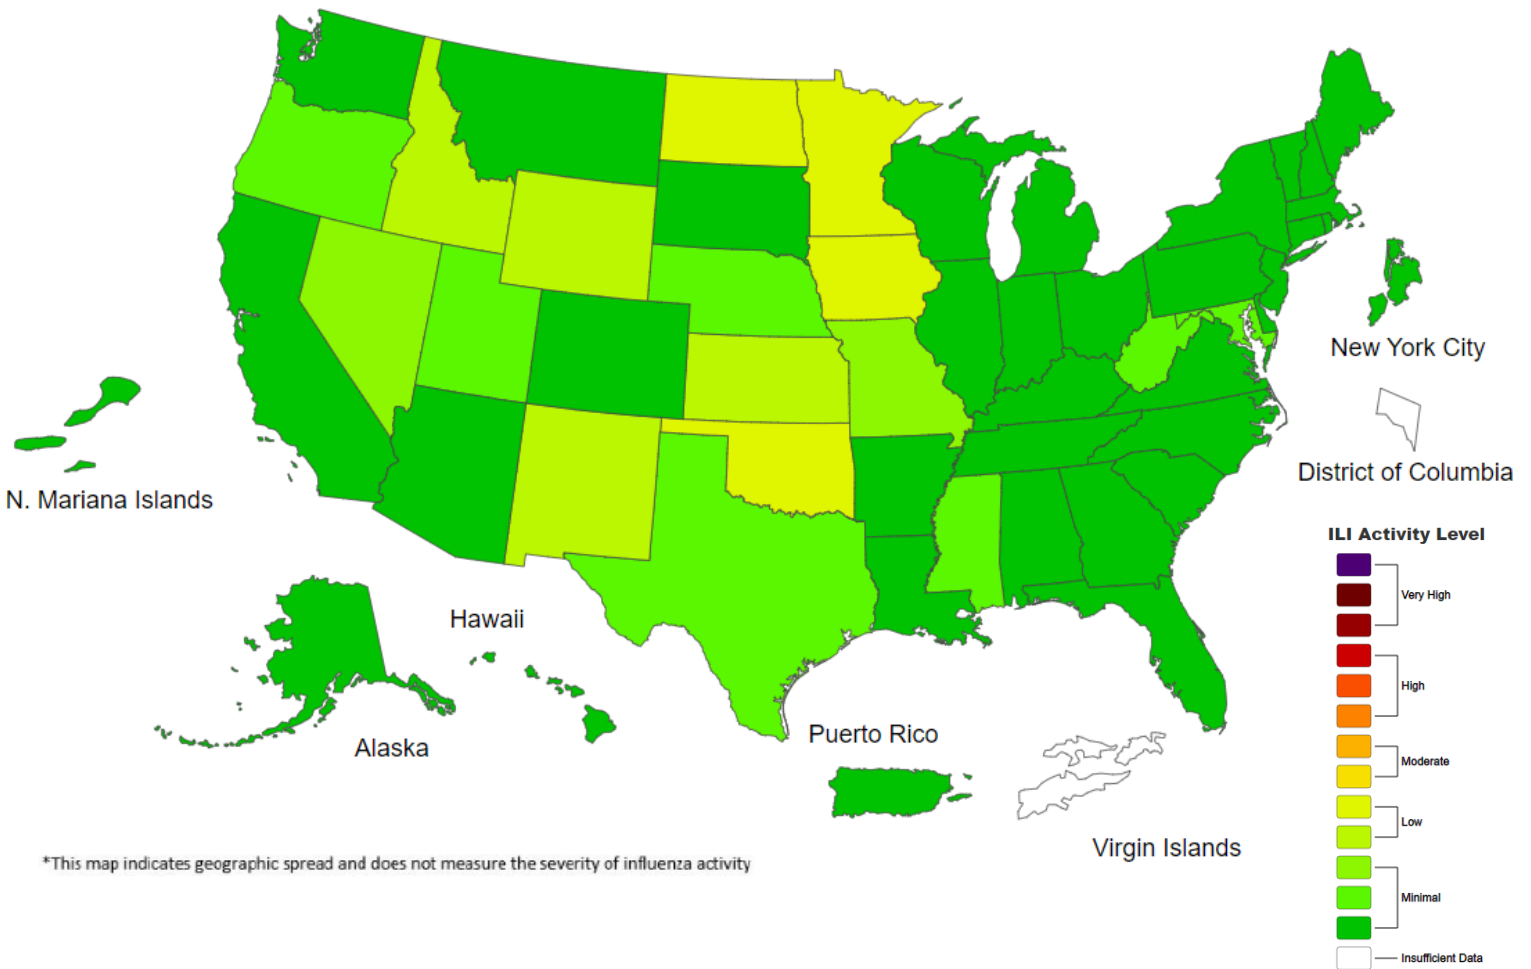 New York City
District of Columbia
N. Mariana Islands
ILI Activity Level
Very High
High
Moderate
Low
Minimal
Insufficient Data
Hawaii
Alaska
Puerto Rico
Virgin Islands
*This map indicates geographic spread and does not measure the severity of influenza activity